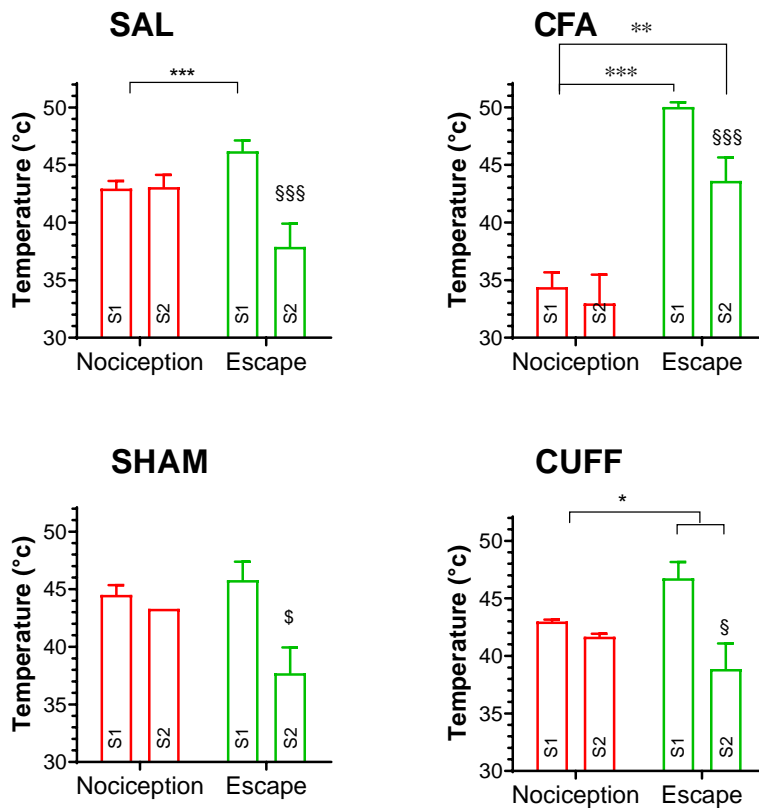 SAL
***
Temperature (°c)
50
45
40
35
30
§§§
S1
S2
S1
S2
Nociception
Escape
CFA
**
***
Temperature (°c)
50
45
40
35
30
§§§
S1
S2
S1
S2
Nociception
Escape
SHAM
Temperature (°c)
50
45
40
35
30
$
S1
S2
S1
S2
Nociception
Escape
CUFF
*
Temperature (°c)
50
45
40
35
30
§
S1
S2
S1
S2
Nociception
Escape